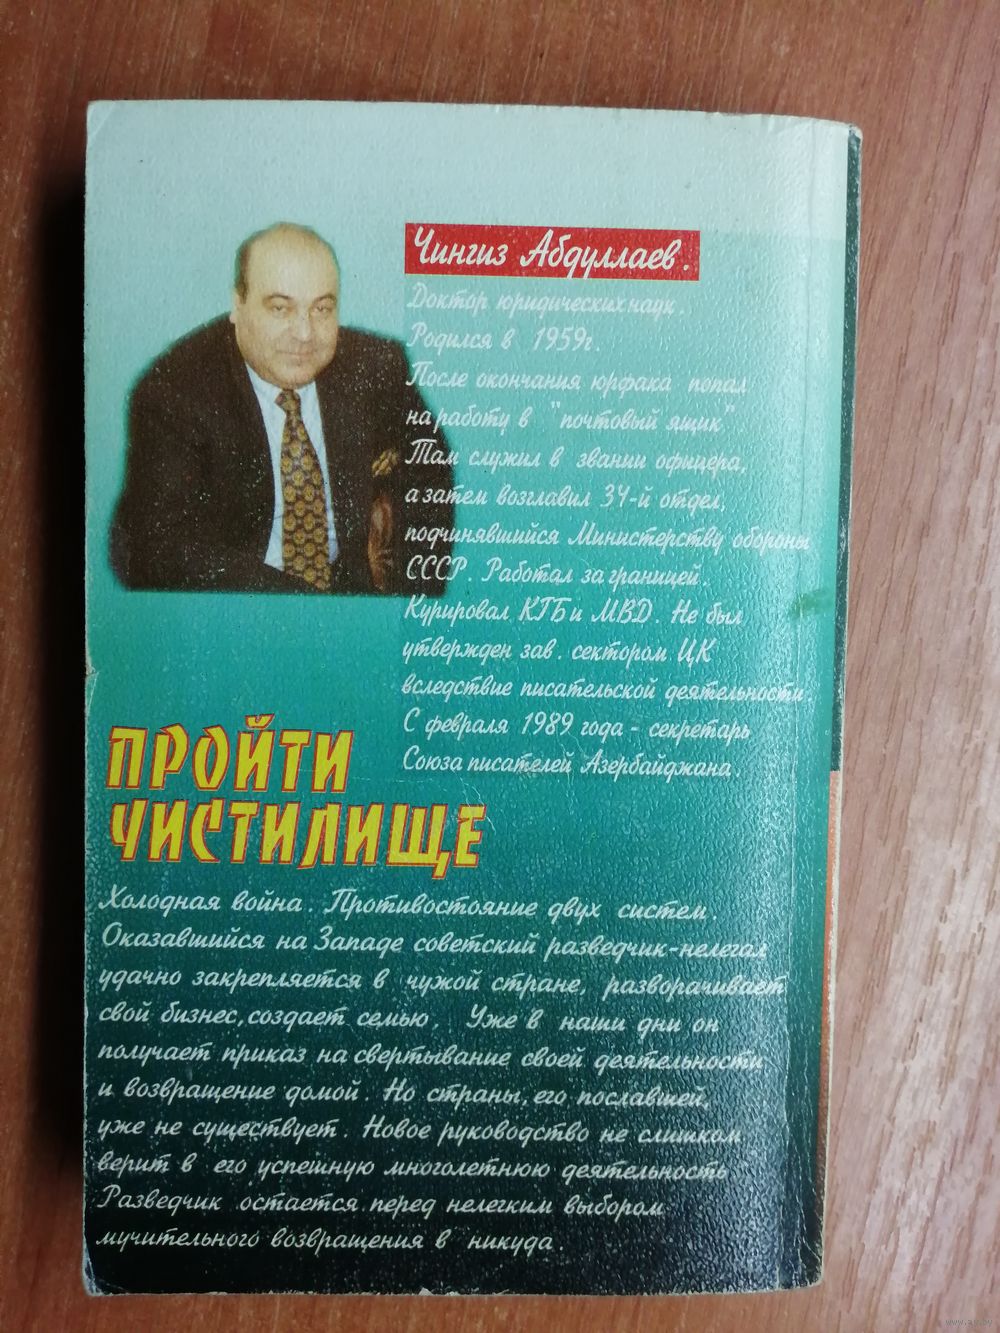 Чингиз Абдуллаев.
Доктор юридических наук.
Родился в 1959г.
После окончания юрфака попал
на работу в "почтовый ящик"
Там служил в звании офицера,
а затем возглавил 34-й отдел,
подчинявшийся Министерству обороны
СССР. Работал за границей.
Курировал КГБ и МВД. Не был
утвержден зав. сектором ЦК
вследствие писательской деятельности.
С февраля 1989 года - секретарь
Союза писателей Азербайджана.
ПРОЙТИ
ЧИСТИЛИЩЕ
Холодная война. Противостояние двух систем.
Оказавшийся на Западе советский разведчик-нелегал
удачно закрепляется в чужой стране, разворачивает
свой бизнес, создает семью. Уже в наши дни он
получает приказ на свертывание своей деятельности
и возвращение домой. Но страны, его пославшей,
уже не существует. Новое руководство не слишком
верит в его успешную многолетнюю деятельность
Разведчик остается перед нелегким выбором
мучительного возвращения в никуда.
www.ay.by